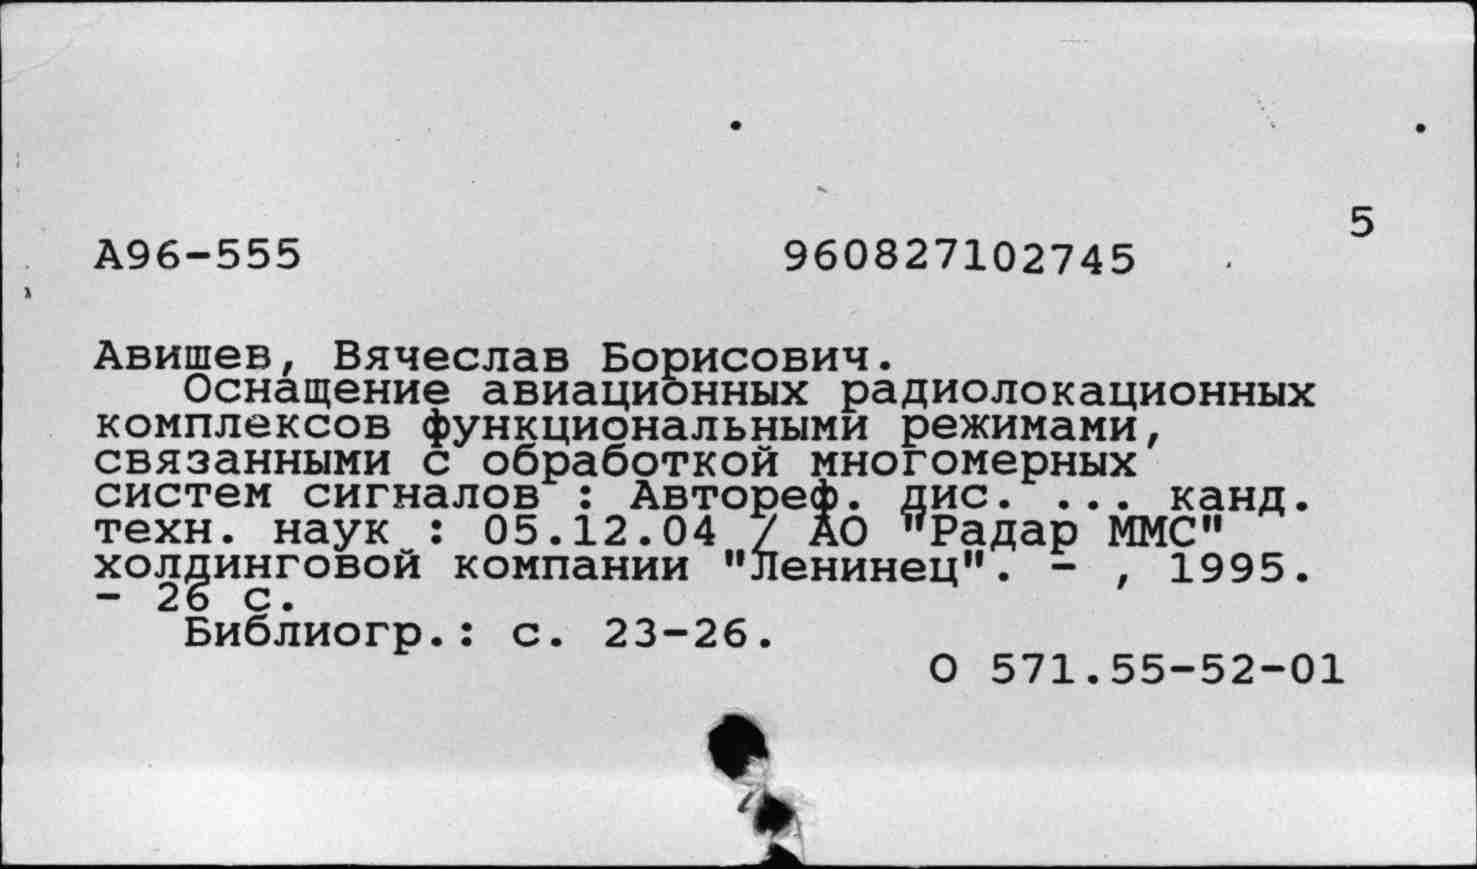 5
А96-555 960827102745
Авишев, Вячеслав Борисович.
Оснащение авиационных радиолокационных
комплексов функциональными режимами,
связанными с обработкой многомерных
систем сигналов : Автореф. дис. ... канд.
техн. наук : 05.12.04 / АО "Радар ММС"
холдинговой компании "Ленинец". - , 1995.
- 26 с.
Библиогр.: с. 23-26.
О 571.55-52-01